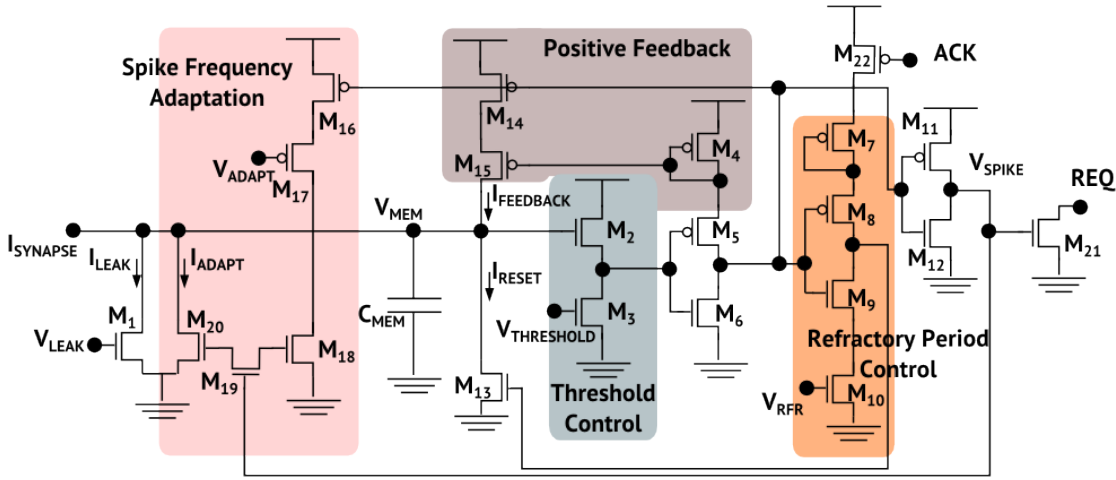 Spike Frequency
Adaptation
Positive Feedback
M22
ACK
M16
M14
M4
M7
M11
VADAPT
M17
M15
VSPIKE
REQ
IFEEDBACK
M8
VMEM
M2
M5
ISYNAPSE
ILEAK
IADAPT
M12
M21
IRESET
M9
M1
M20
CMEM
M3
M6
VTHRESHOLD
VLEAK
M18
Refractory Period
Control
M19
M13
Threshold
Control
VRFR
M10